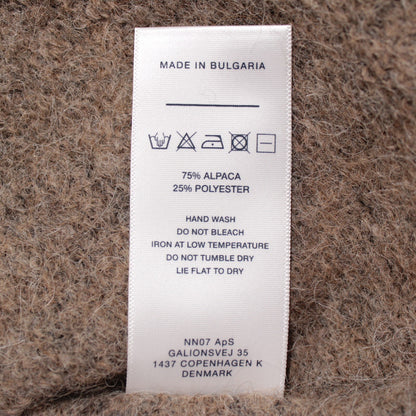 MADE IN BULGARIA
75% ALPACA
25% POLYESTER
HAND WASH
DO NOT BLEACH
IRON AT LOW TEMPERATURE
DO NOT TUMBLE DRY
LIE FLAT TO DRY
NN07 ApS
GALIONSVEJ 35
1437 COPENHAGEN K
DENMARK